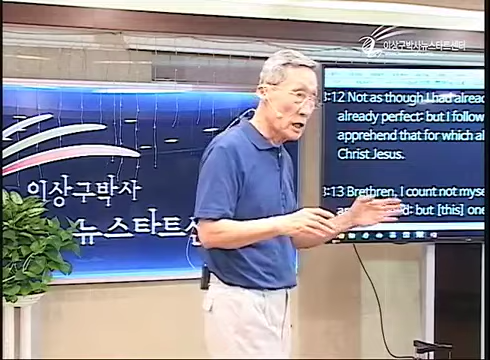 이상구박사뉴스타트센터
3:12 Not as though I had alread
already perfect: but I follow
apprehend that for which al
Christ Jesus.
3:13 Brethren, I count not myse
but [this] one
이상구박사
뉴스타트센